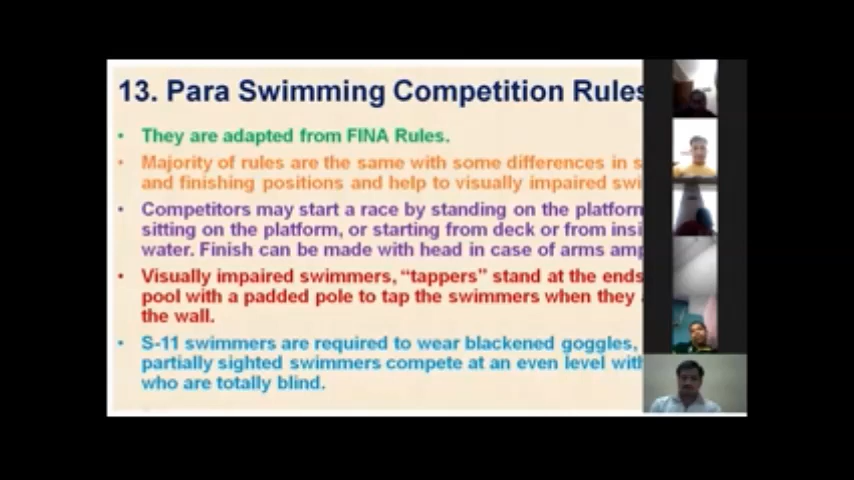 13. Para Swimming Competition Rules
• They are adapted from FINA Rules.
• Majority of rules are the same with some differences in s
and finishing positions and help to visually impaired swi
• Competitors may start a race by standing on the platform
sitting on the platform, or starting from deck or from insi
water. Finish can be made with head in case of arms amp
• Visually impaired swimmers, “tappers” stand at the ends
pool with a padded pole to tap the swimmers when they
the wall.
• S-11 swimmers are required to wear blackened goggles,
partially sighted swimmers compete at an even level with
who are totally blind.